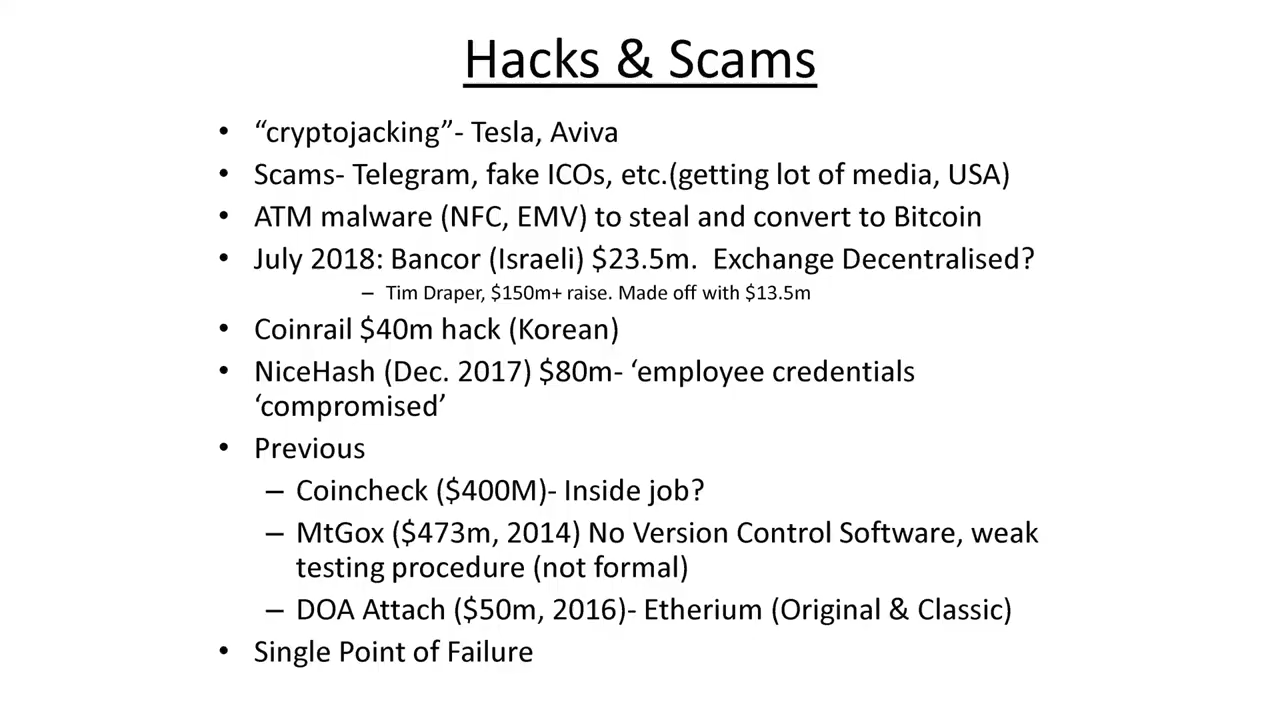 Hacks & Scams
• “cryptojacking”- Tesla, Aviva
• Scams- Telegram, fake ICOs, etc.(getting lot of media, USA)
• ATM malware (NFC, EMV) to steal and convert to Bitcoin
• July 2018: Bancor (Israeli) $23.5m.  Exchange Decentralised?
– Tim Draper, $150m+ raise. Made off with $13.5m
• Coinrail $40m hack (Korean)
• NiceHash (Dec. 2017) $80m- ‘employee credentials
‘compromised’
• Previous
– Coincheck ($400M)- Inside job?
– MtGox ($473m, 2014) No Version Control Software, weak
testing procedure (not formal)
– DOA Attach ($50m, 2016)- Etherium (Original & Classic)
• Single Point of Failure